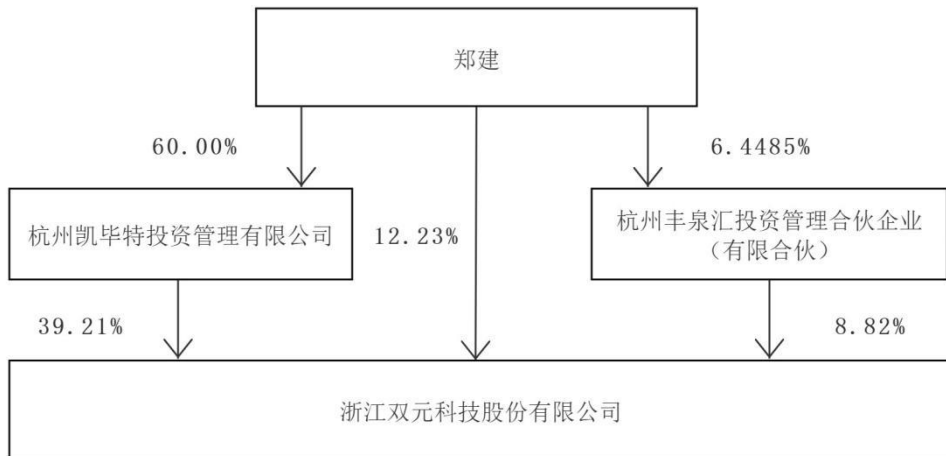 郑建
60.00%
6.4485%
杭州凯毕特投资管理有限公司
12.23%
杭州丰泉汇投资管理合伙企业
（有限合伙）
39.21%
8.82%
浙江双元科技股份有限公司